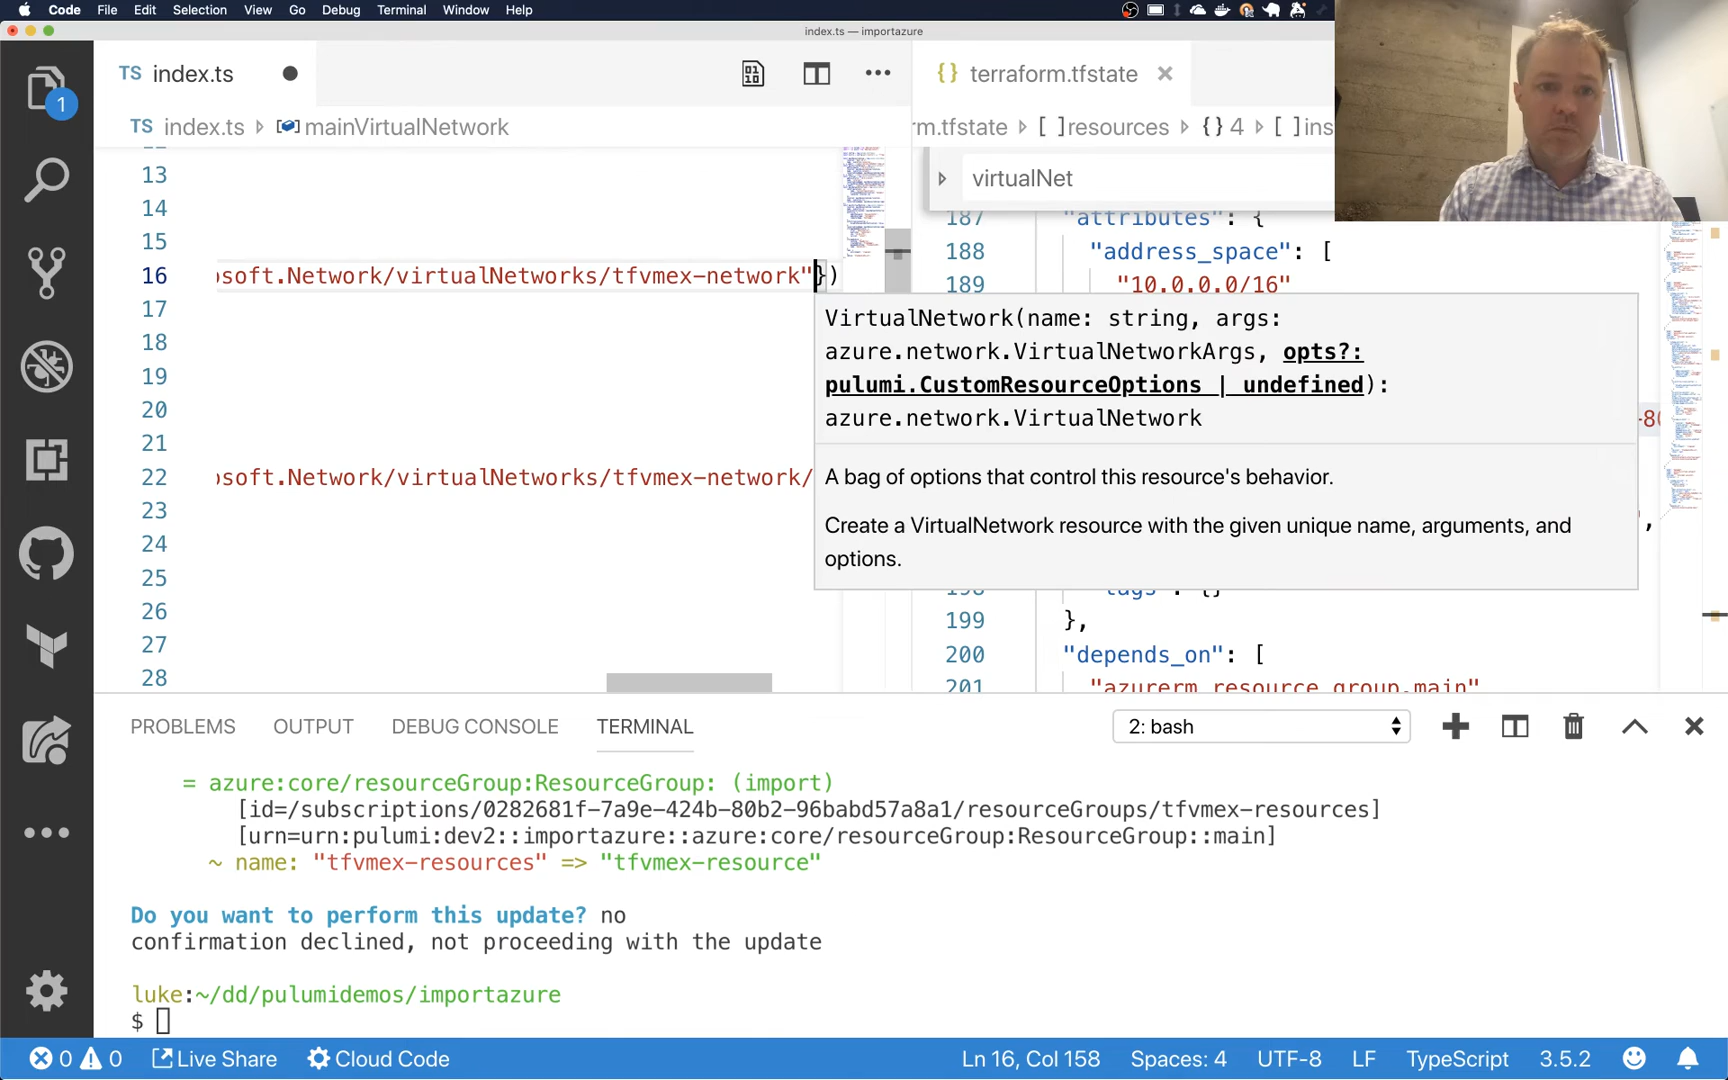 Code File Edit Selection View Go Debug Terminal Window Help
index.ts — importazure
TS index.ts
{} terraform.tfstate
TS index.ts mainVirtualNetwork
rm.tfstate [ ]resources {} 4 [ ]ins
1
virtualNet
13
14
15
16 osoft.Network/virtualNetworks/tfvmex-network"})
17
18
19
20
21
22 osoft.Network/virtualNetworks/tfvmex-network/
23
24
25
26
27
28
187 "attributes": {
188 "address_space": [
189 "10.0.0.0/16"
VirtualNetwork(name: string, args:
azure.network.VirtualNetworkArgs, opts?:
pulumi.CustomResourceOptions | undefined):
azure.network.VirtualNetwork
A bag of options that control this resource's behavior.
Create a VirtualNetwork resource with the given unique name, arguments, and
options.
198 "tags": {}
199 },
200 "depends_on": [
201 "azurerm_resource_group.main"
PROBLEMS OUTPUT DEBUG CONSOLE TERMINAL
2: bash
= azure:core/resourceGroup:ResourceGroup: (import)
[id=/subscriptions/0282681f-7a9e-424b-80b2-96babd57a8a1/resourceGroups/tfvmex-resources]
[urn=urn:pulumi:dev2::importazure::azure:core/resourceGroup:ResourceGroup::main]
~ name: "tfvmex-resources" => "tfvmex-resource"
Do you want to perform this update? no
confirmation declined, not proceeding with the update
luke:~/dd/pulumidemos/importazure
$
0 0 Live Share Cloud Code Ln 16, Col 158 Spaces: 4 UTF-8 LF TypeScript 3.5.2